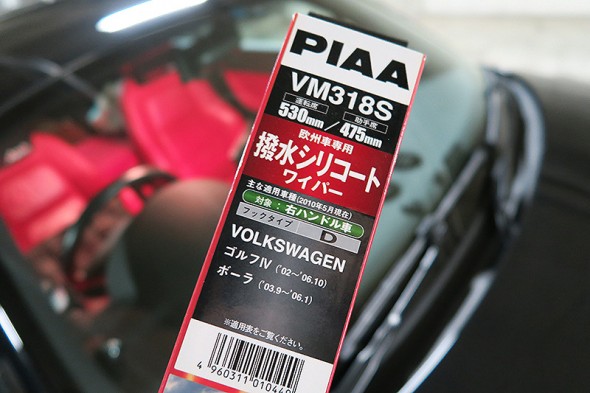 PIAA
VM318S
運転席 助手席
530mm／475mm
欧州車専用
撥水シリコート
ワイパー
主な適用車種(2010年5月現在)
対象：右ハンドル車
フックタイプ D
VOLKSWAGEN
ゴルフⅣ ('02〜'06.10)
ボーラ ('03.9〜'06.1)
※適用表をご覧ください。
4 960311 01044